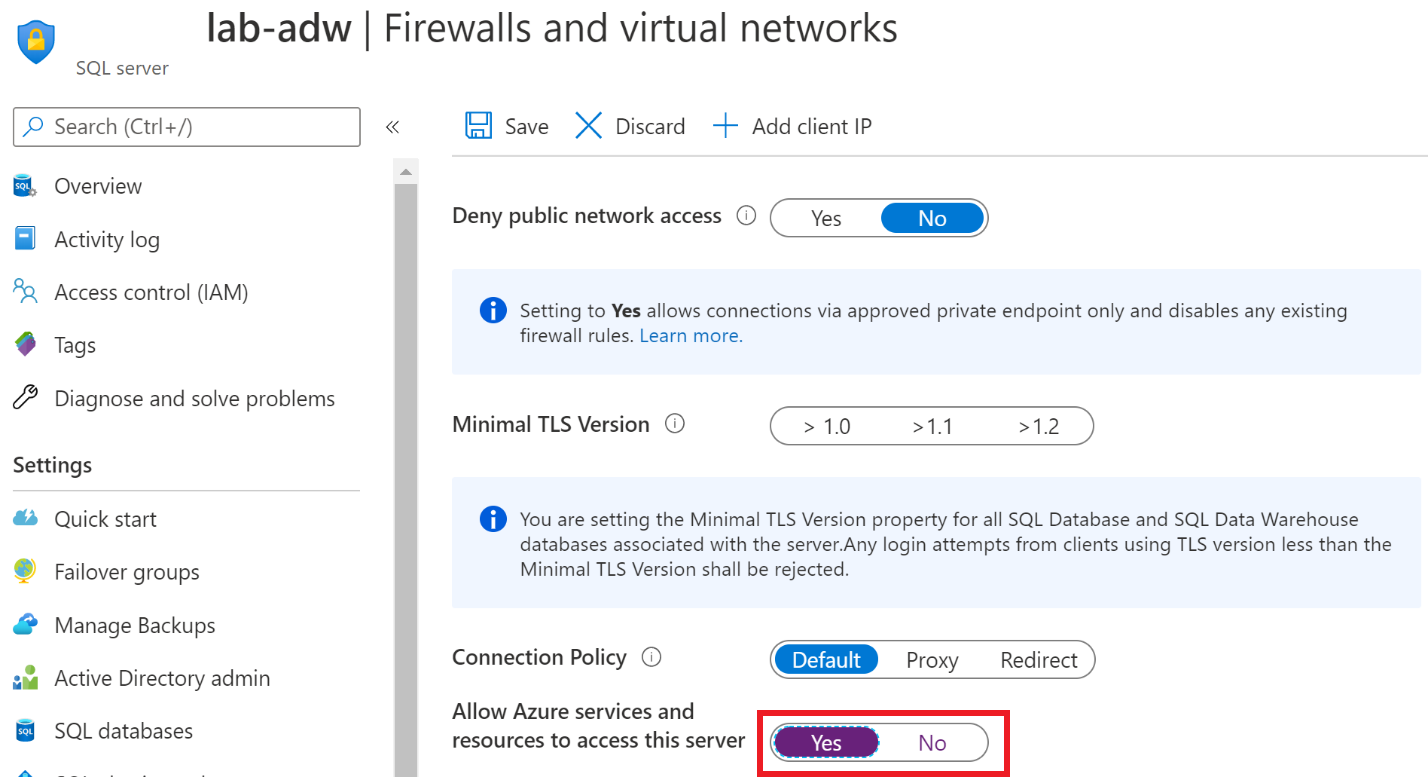 lab-adw | Firewalls and virtual networks
SQL server
Search (Ctrl+/)
«
Overview
Activity log
Access control (IAM)
Tags
Diagnose and solve problems
Settings
Quick start
Failover groups
Manage Backups
Active Directory admin
SQL databases
Save Discard Add client IP
Deny public network access Yes No
Setting to Yes allows connections via approved private endpoint only and disables any existing
firewall rules. Learn more.
Minimal TLS Version > 1.0 >1.1 >1.2
You are setting the Minimal TLS Version property for all SQL Database and SQL Data Warehouse
databases associated with the server.Any login attempts from clients using TLS version less than the
Minimal TLS Version shall be rejected.
Connection Policy Default Proxy Redirect
Allow Azure services and
resources to access this server Yes No